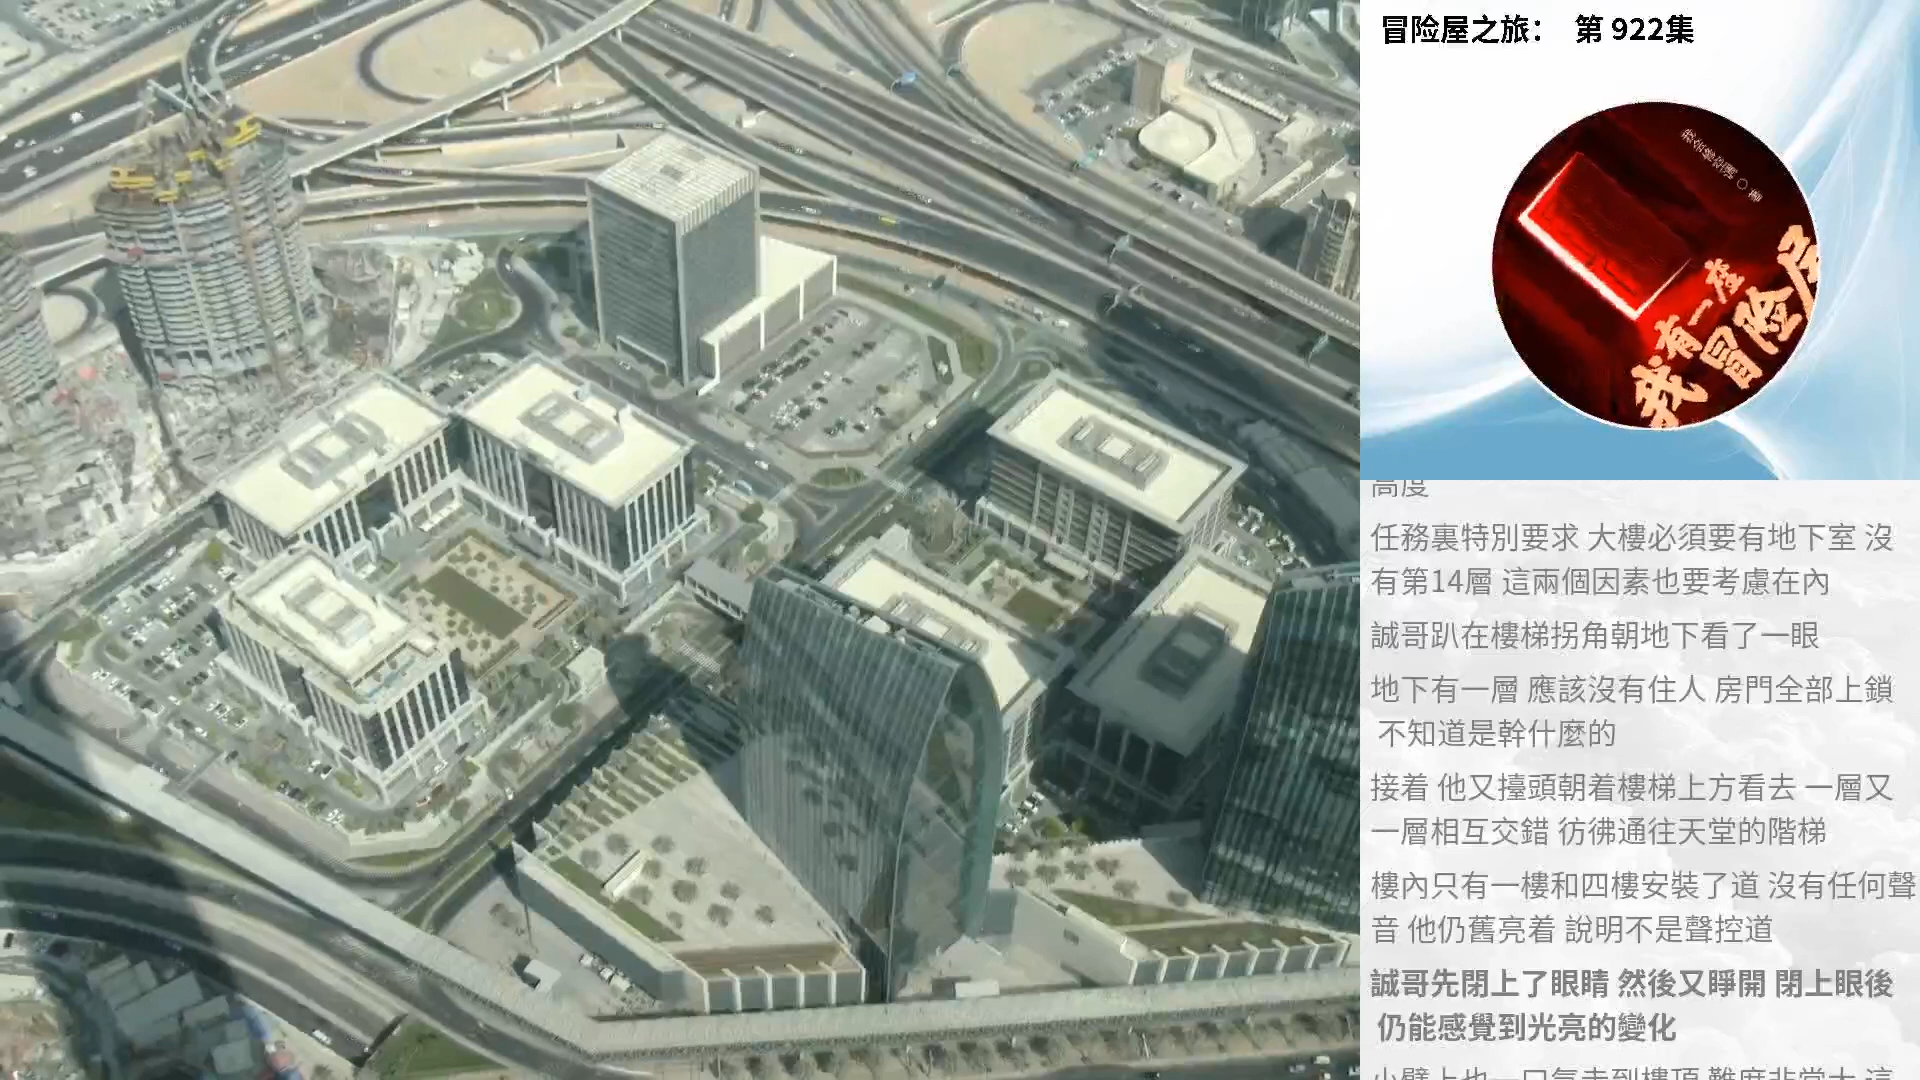 冒险屋之旅： 第 922集
我有一座
冒险屋
高度
任務裏特別要求 大樓必須要有地下室 沒
有第14層 這兩個因素也要考慮在內
誠哥趴在樓梯拐角朝地下看了一眼
地下有一層 應該沒有住人 房門全部上鎖
不知道是幹什麼的
接着 他又擡頭朝着樓梯上方看去 一層又
一層相互交錯 彷彿通往天堂的階梯
樓內只有一樓和四樓安裝了道 沒有任何聲
音 他仍舊亮着 說明不是聲控道
誠哥先閉上了眼睛 然後又睜開 閉上眼後
仍能感覺到光亮的變化